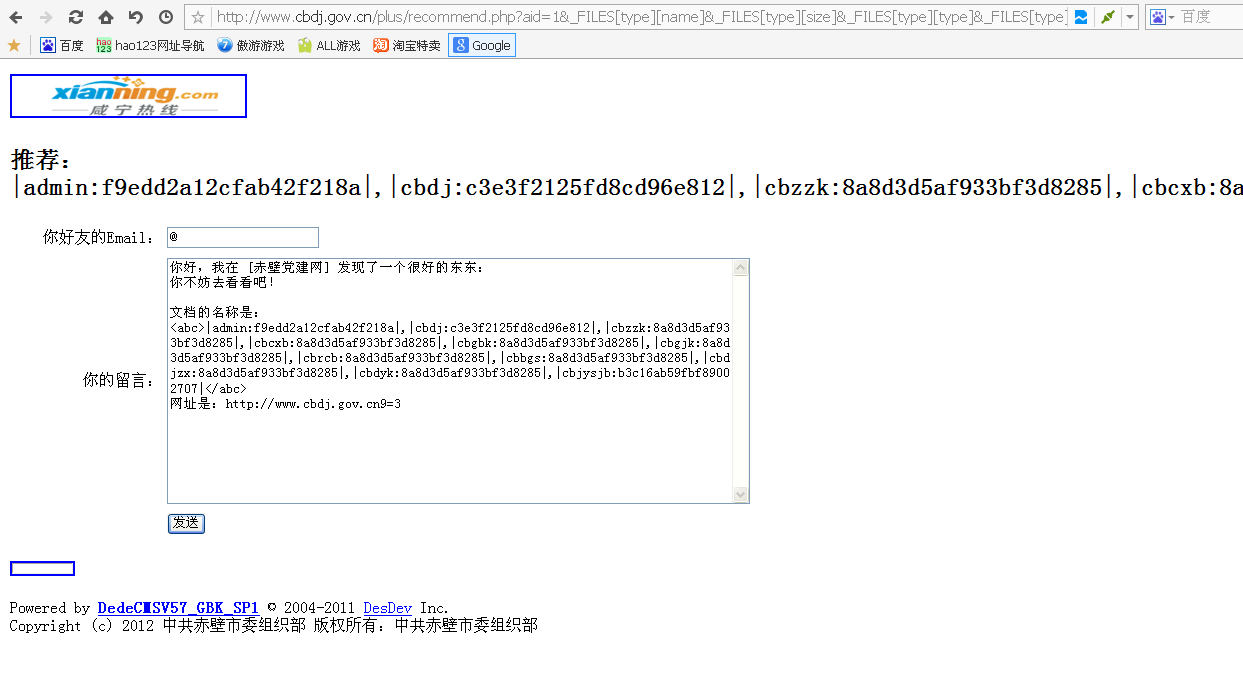 http://www.cbdj.gov.cn/plus/recommend.php?aid=1&_FILES[type][name]&_FILES[type][size]&_FILES[type][type]&_FILES[type] 百度
百度 hao123网址导航 傲游游戏 ALL游戏 淘宝特卖 Google
xianning.com
咸宁热线
推荐：
|admin:f9edd2a12cfab42f218a|,|cbdj:c3e3f2125fd8cd96e812|,|cbzzk:8a8d3d5af933bf3d8285|,|cbcxb:8a
你好友的Email： @
你好，我在 [赤壁党建网] 发现了一个很好的东东：
你不妨去看看吧！
文档的名称是：
<abc>|admin:f9edd2a12cfab42f218a|,|cbdj:c3e3f2125fd8cd96e812|,|cbzzk:8a8d3d5af93
3bf3d8285|,|cbcxb:8a8d3d5af933bf3d8285|,|cbgbk:8a8d3d5af933bf3d8285|,|cbgjk:8a8d
3d5af933bf3d8285|,|cbrcb:8a8d3d5af933bf3d8285|,|cbbgs:8a8d3d5af933bf3d8285|,|cbd
jzx:8a8d3d5af933bf3d8285|,|cbdyk:8a8d3d5af933bf3d8285|,|cbjysjb:b3c16ab59fbf8900
2707|</abc>
你的留言：
网址是：http://www.cbdj.gov.cn9=3
发送
Powered by DedeCMSV57_GBK_SP1 © 2004-2011 DesDev Inc.
Copyright (c) 2012 中共赤壁市委组织部 版权所有：中共赤壁市委组织部